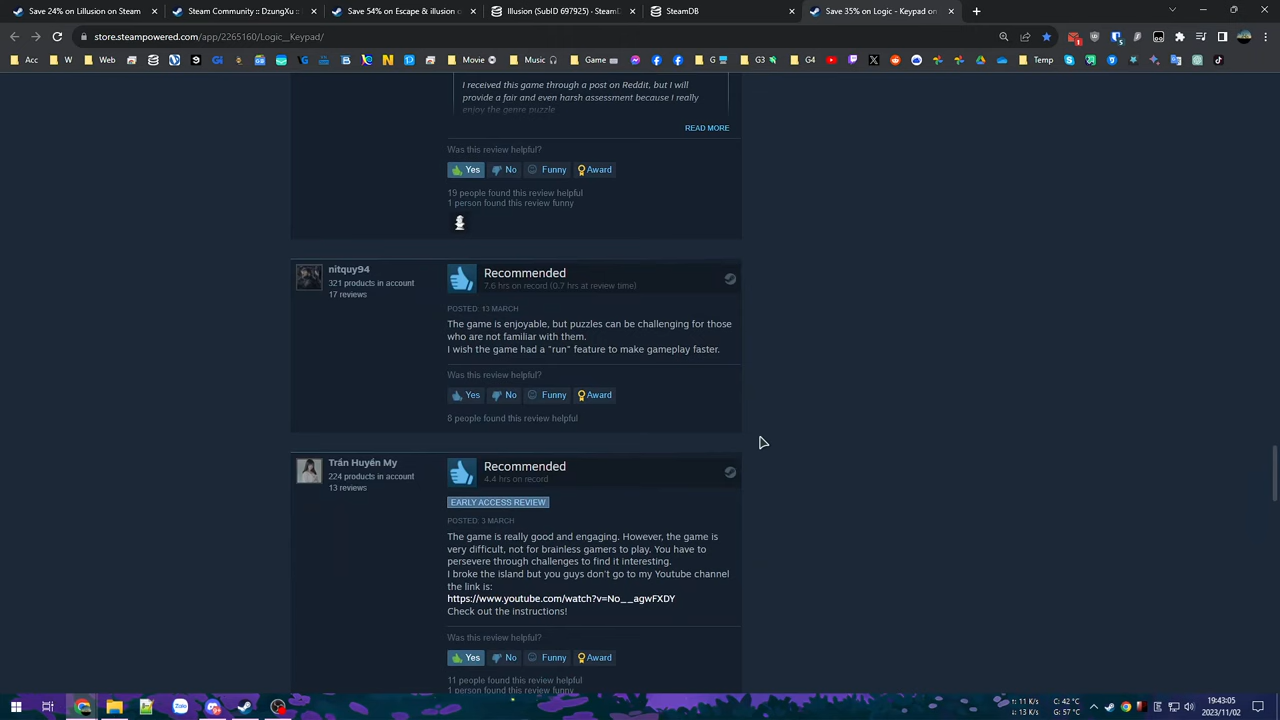 Save 24% on Illusion on Steam
Steam Community :: DzungXu ::
Save 54% on Escape & illusion c
Illusion (SubID 697925) · SteamD
SteamDB
Save 35% on Logic - Keypad on
store.steampowered.com/app/2265160/Logic__Keypad/
App W Web Movie Music Game G G3 G4 Temp
I received this game through a post on Reddit, but I will
provide a fair and even harsh assessment because I really
enjoy the genre puzzle
READ MORE
Was this review helpful?
Yes No Funny Award
19 people found this review helpful
1 person found this review funny
nitquy94
321 products in account
17 reviews
Recommended
7.6 hrs on record (0.7 hrs at review time)
POSTED: 13 MARCH
The game is enjoyable, but puzzles can be challenging for those
who are not familiar with them.
I wish the game had a "run" feature to make gameplay faster.
Was this review helpful?
Yes No Funny Award
8 people found this review helpful
Trần Huyền My
224 products in account
13 reviews
Recommended
4.4 hrs on record
EARLY ACCESS REVIEW
POSTED: 3 MARCH
The game is really good and engaging. However, the game is
very difficult, not for brainless gamers to play. You have to
persevere through challenges to find it interesting.
I broke the island but you guys don't go to my Youtube channel
the link is:
https://www.youtube.com/watch?v=No__agwFXDY
Check out the instructions!
Was this review helpful?
Yes No Funny Award
11 people found this review helpful
1 person found this review funny
Zalo
: 11 K/s
: 13 K/s
C: 42 °C
G: 57 °C
19:43:05
2023/11/02